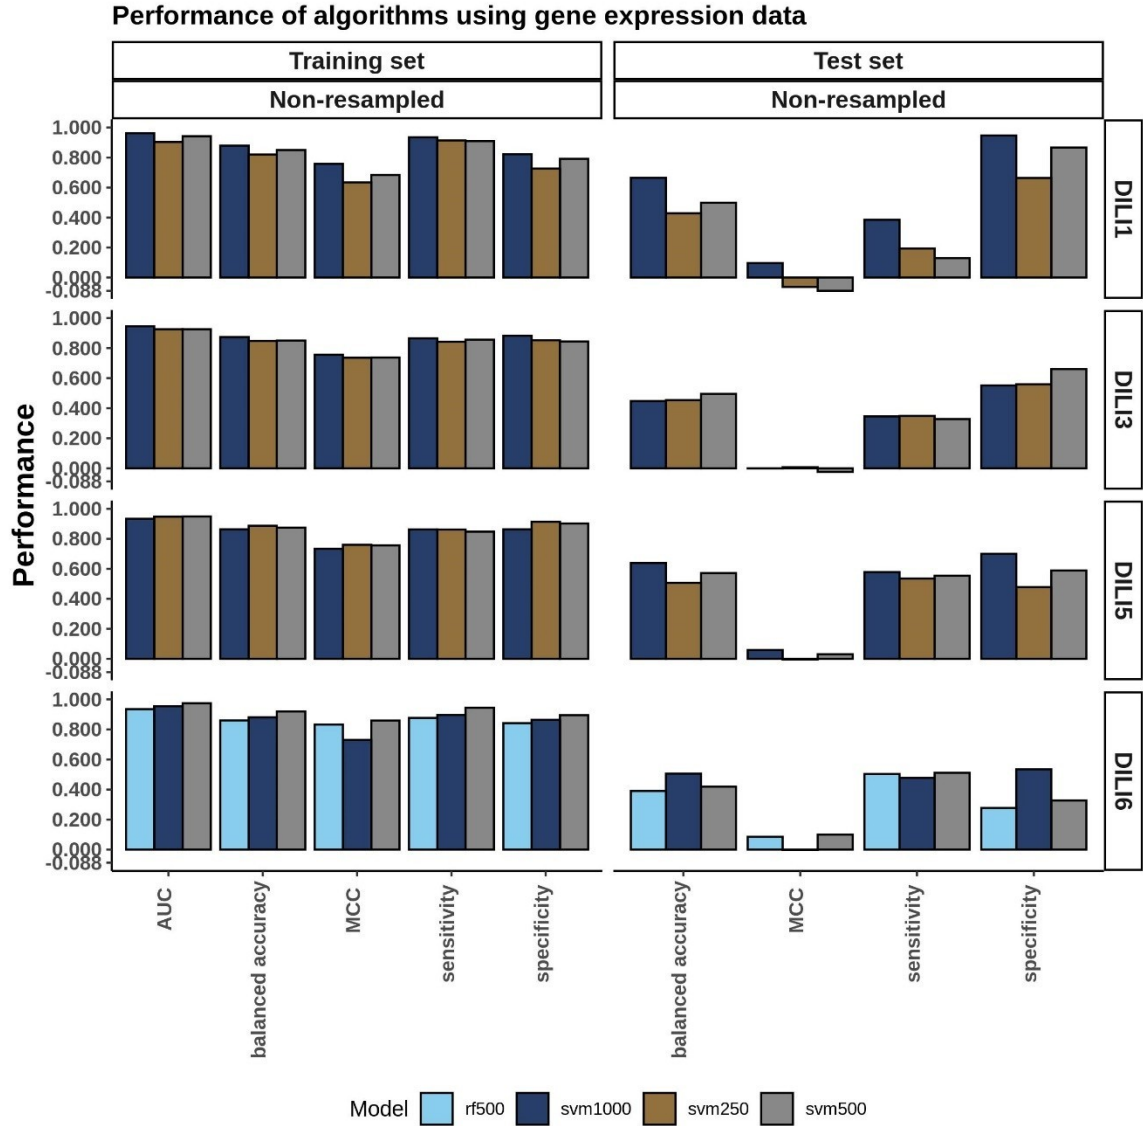 Performance of algorithms using gene expression data
Training set
Test set
Non-resampled
Non-resampled
Performance
1.000
0.800
0.600
0.400
0.200
0.000
-0.088
DILI1
1.000
0.800
0.600
0.400
0.200
0.000
-0.088
DILI3
1.000
0.800
0.600
0.400
0.200
0.000
-0.088
DILI5
1.000
0.800
0.600
0.400
0.200
0.000
-0.088
DILI6
AUC
balanced accuracy
MCC
sensitivity
specificity
balanced accuracy
MCC
sensitivity
specificity
Model rf500 svm1000 svm250 svm500